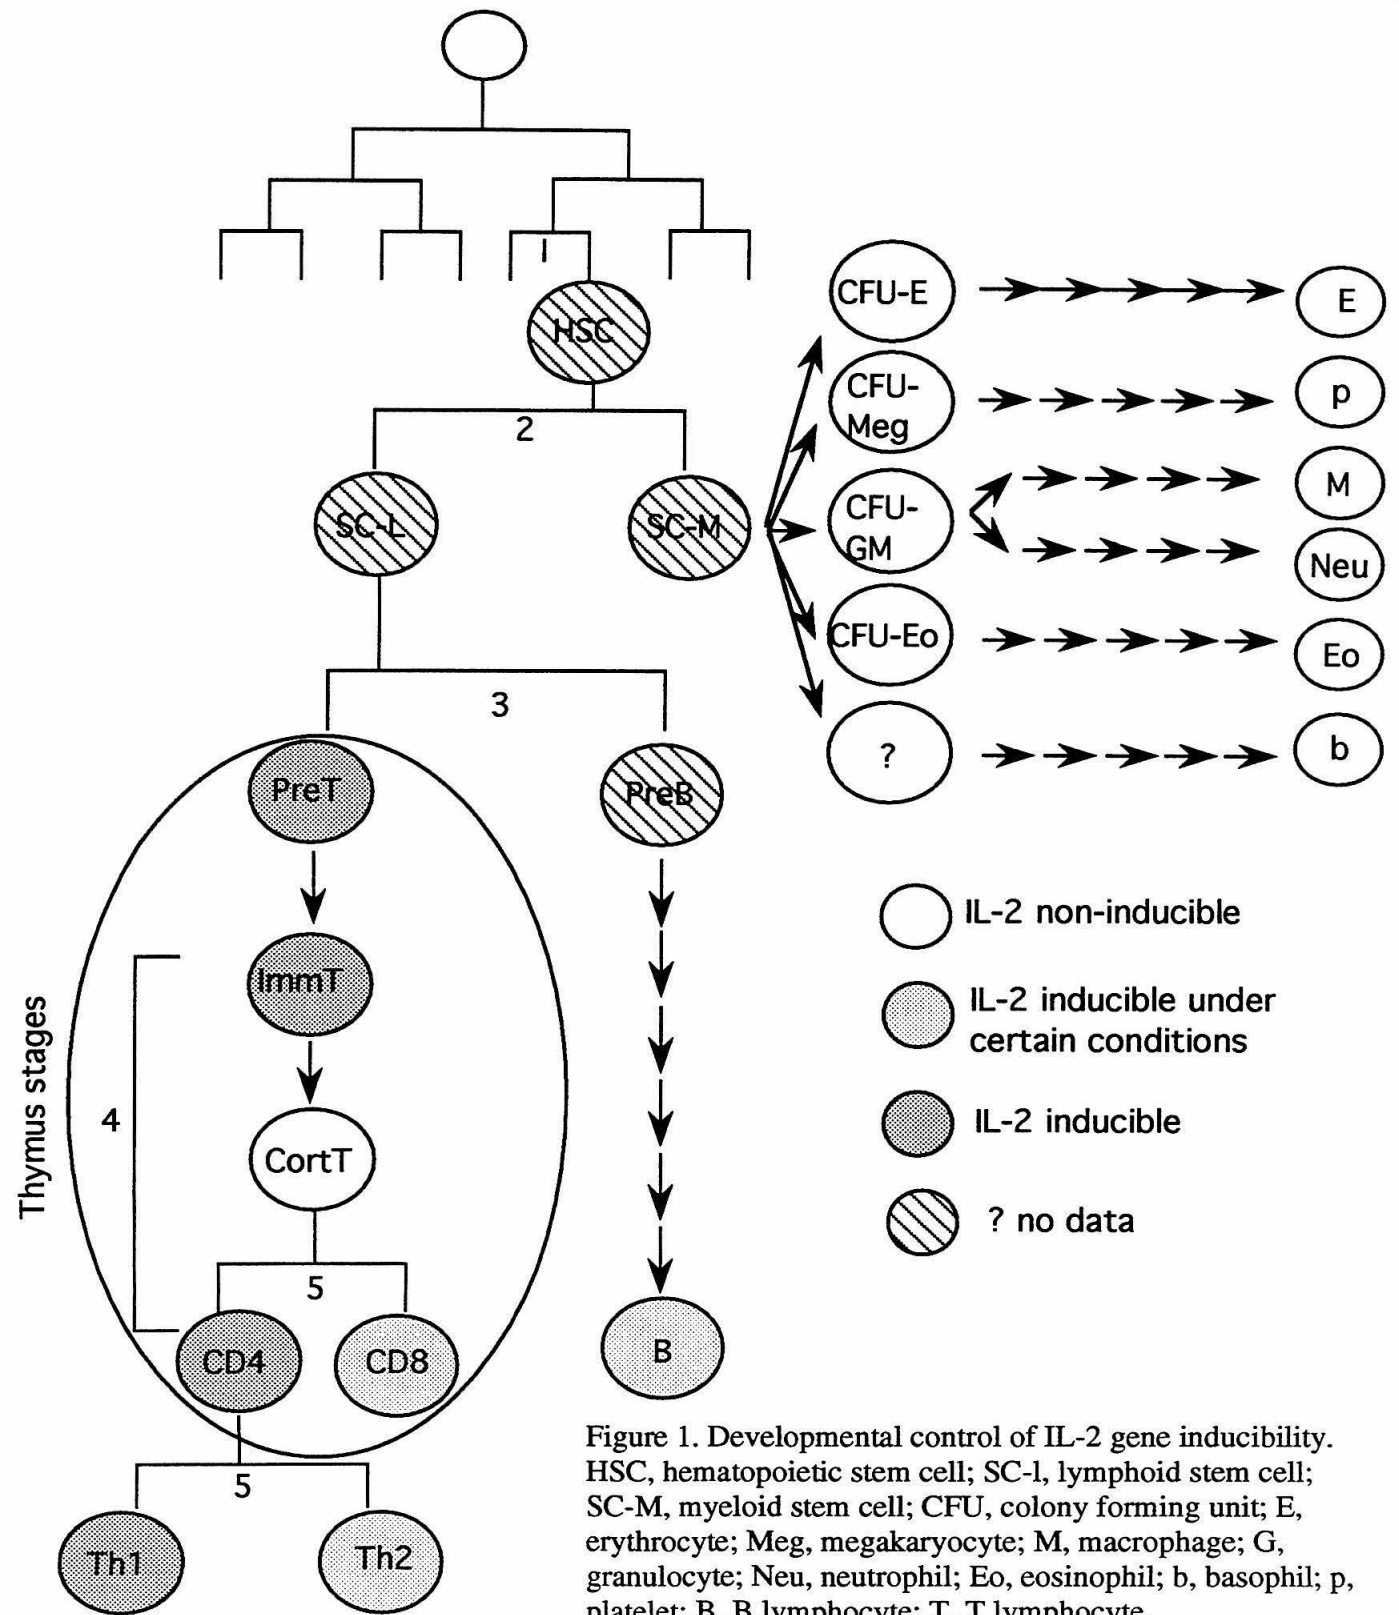 I
HSC
2
SC-L
SC-M
CFU-E
E
CFU-
Meg
p
CFU-
GM
M
Neu
CFU-Eo
Eo
?
b
3
PreT
PreB
ImmT
CortT
Thymus stages
4
5
CD4
CD8
B
5
Th1
Th2
IL-2 non-inducible
IL-2 inducible under
certain conditions
IL-2 inducible
? no data
Figure 1. Developmental control of IL-2 gene inducibility.
HSC, hematopoietic stem cell; SC-l, lymphoid stem cell;
SC-M, myeloid stem cell; CFU, colony forming unit; E,
erythrocyte; Meg, megakaryocyte; M, macrophage; G,
granulocyte; Neu, neutrophil; Eo, eosinophil; b, basophil; p,
platelet; B, B lymphocyte; T, T lymphocyte